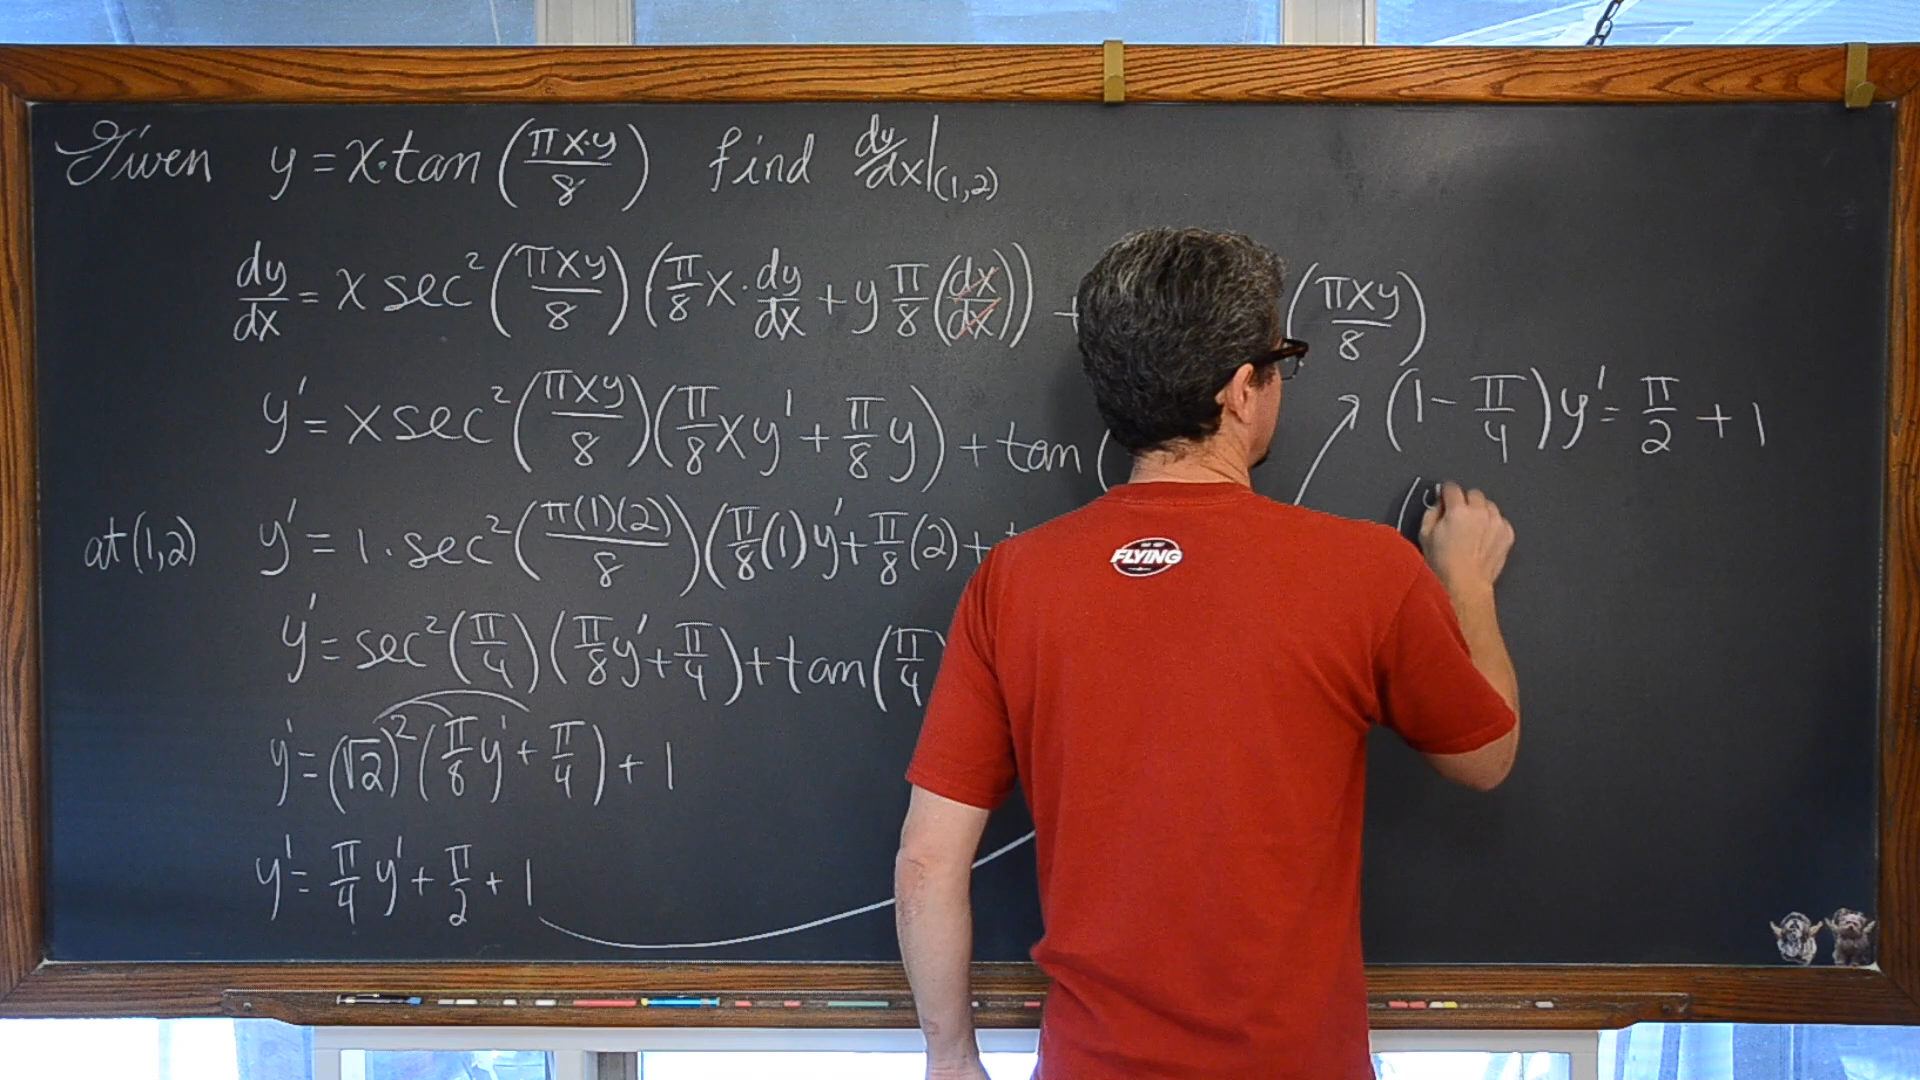 Given y = x·tan(πx·y/8) find dy/dx|(1,2)
dy/dx = x sec²(πxy/8)(π/8 x·dy/dx + y π/8(dx/dx)) + (πxy/8)
y' = x sec²(πxy/8)(π/8 xy' + π/8 y) + tan(
at (1,2) y' = 1·sec²(π(1)(2)/8)(π/8(1)y' + π/8(2) +
y' = sec²(π/4)(π/8 y' + π/4) + tan(π/4
y' = (√2)²(π/8 y' + π/4) + 1
y' = π/4 y' + π/2 + 1
(1 - π/4)y' = π/2 + 1
(
FLYING